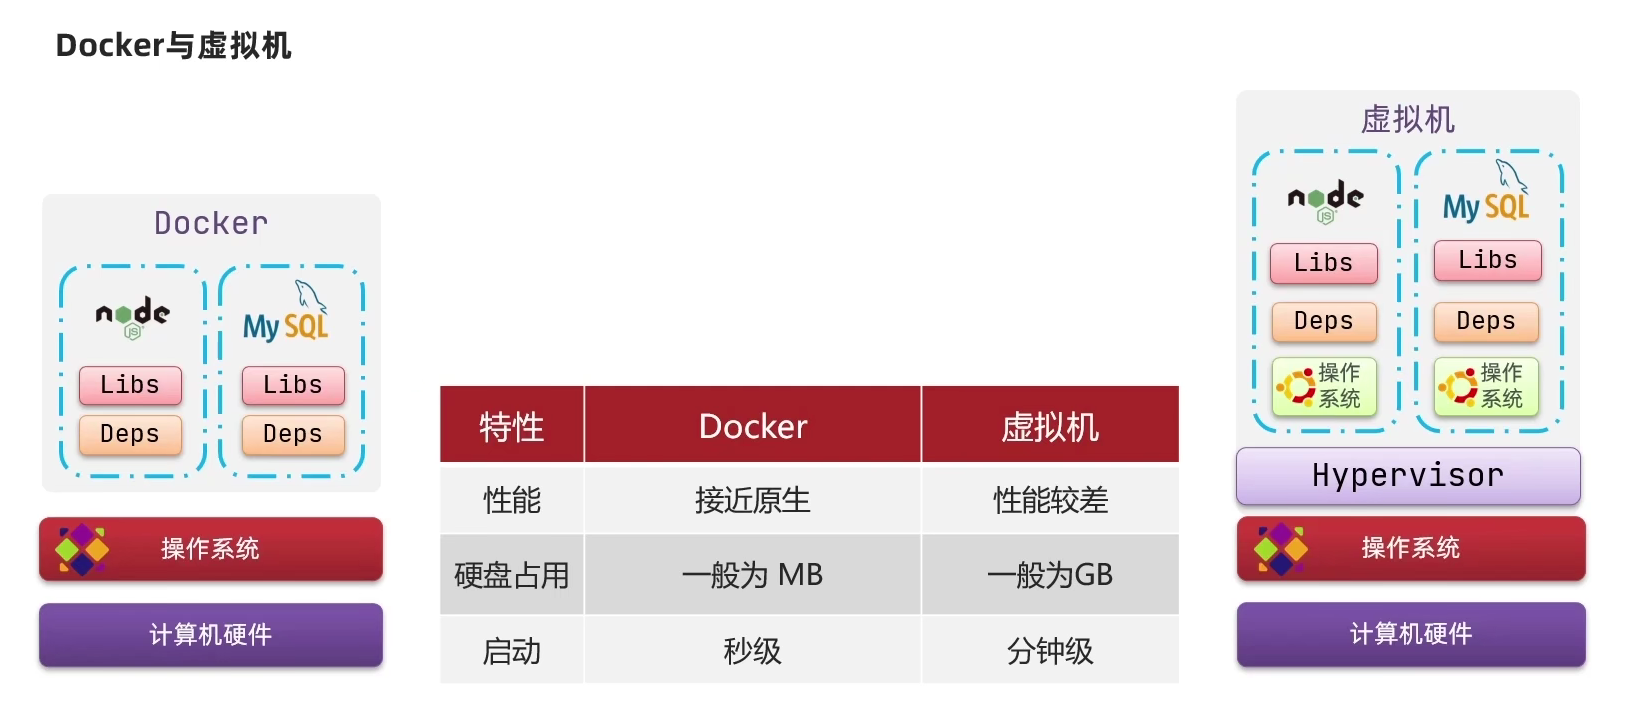 Docker与虚拟机
Docker
node
JS
MySQL
Libs
Libs
Deps
Deps
操作系统
计算机硬件
特性 Docker 虚拟机
性能 接近原生 性能较差
硬盘占用 一般为 MB 一般为GB
启动 秒级 分钟级
虚拟机
node
JS
MySQL
Libs
Libs
Deps
Deps
操作
系统
操作
系统
Hypervisor
操作系统
计算机硬件